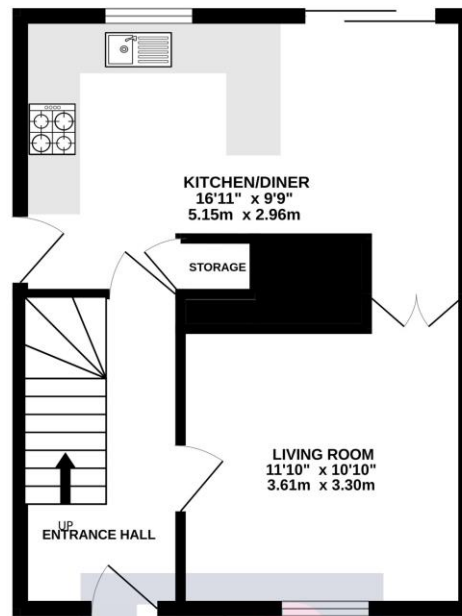 KITCHEN/DINER
16'11" x 9'9"
5.15m x 2.96m
STORAGE
LIVING ROOM
11'10" x 10'10"
3.61m x 3.30m
UP
ENTRANCE HALL